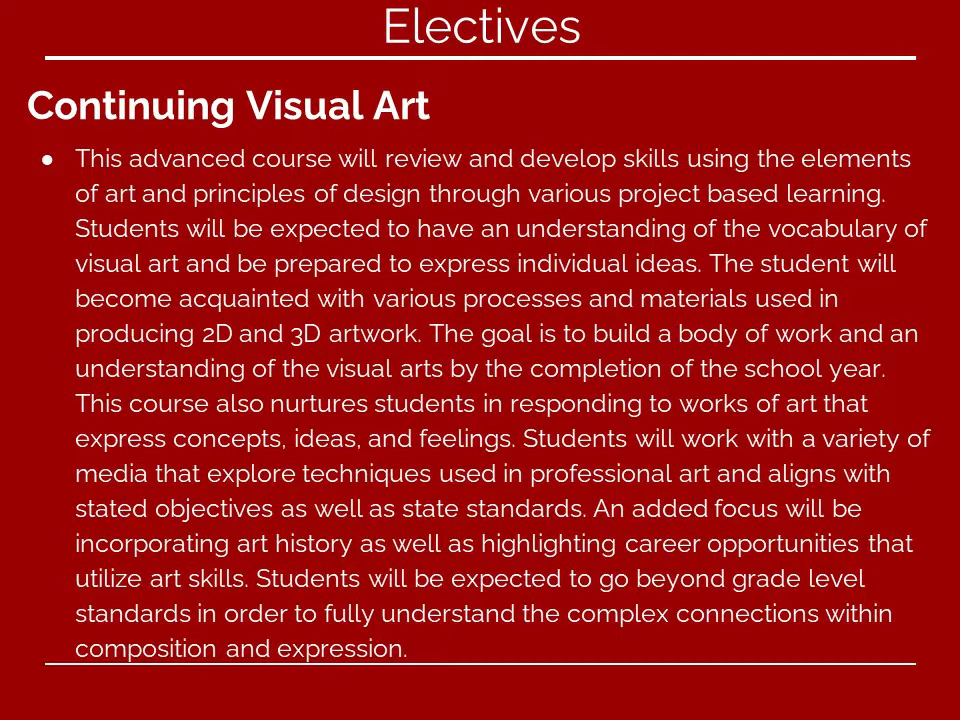 Electives
Continuing Visual Art
● This advanced course will review and develop skills using the elements
of art and principles of design through various project based learning.
Students will be expected to have an understanding of the vocabulary of
visual art and be prepared to express individual ideas. The student will
become acquainted with various processes and materials used in
producing 2D and 3D artwork. The goal is to build a body of work and an
understanding of the visual arts by the completion of the school year.
This course also nurtures students in responding to works of art that
express concepts, ideas, and feelings. Students will work with a variety of
media that explore techniques used in professional art and aligns with
stated objectives as well as state standards. An added focus will be
incorporating art history as well as highlighting career opportunities that
utilize art skills. Students will be expected to go beyond grade level
standards in order to fully understand the complex connections within
composition and expression.